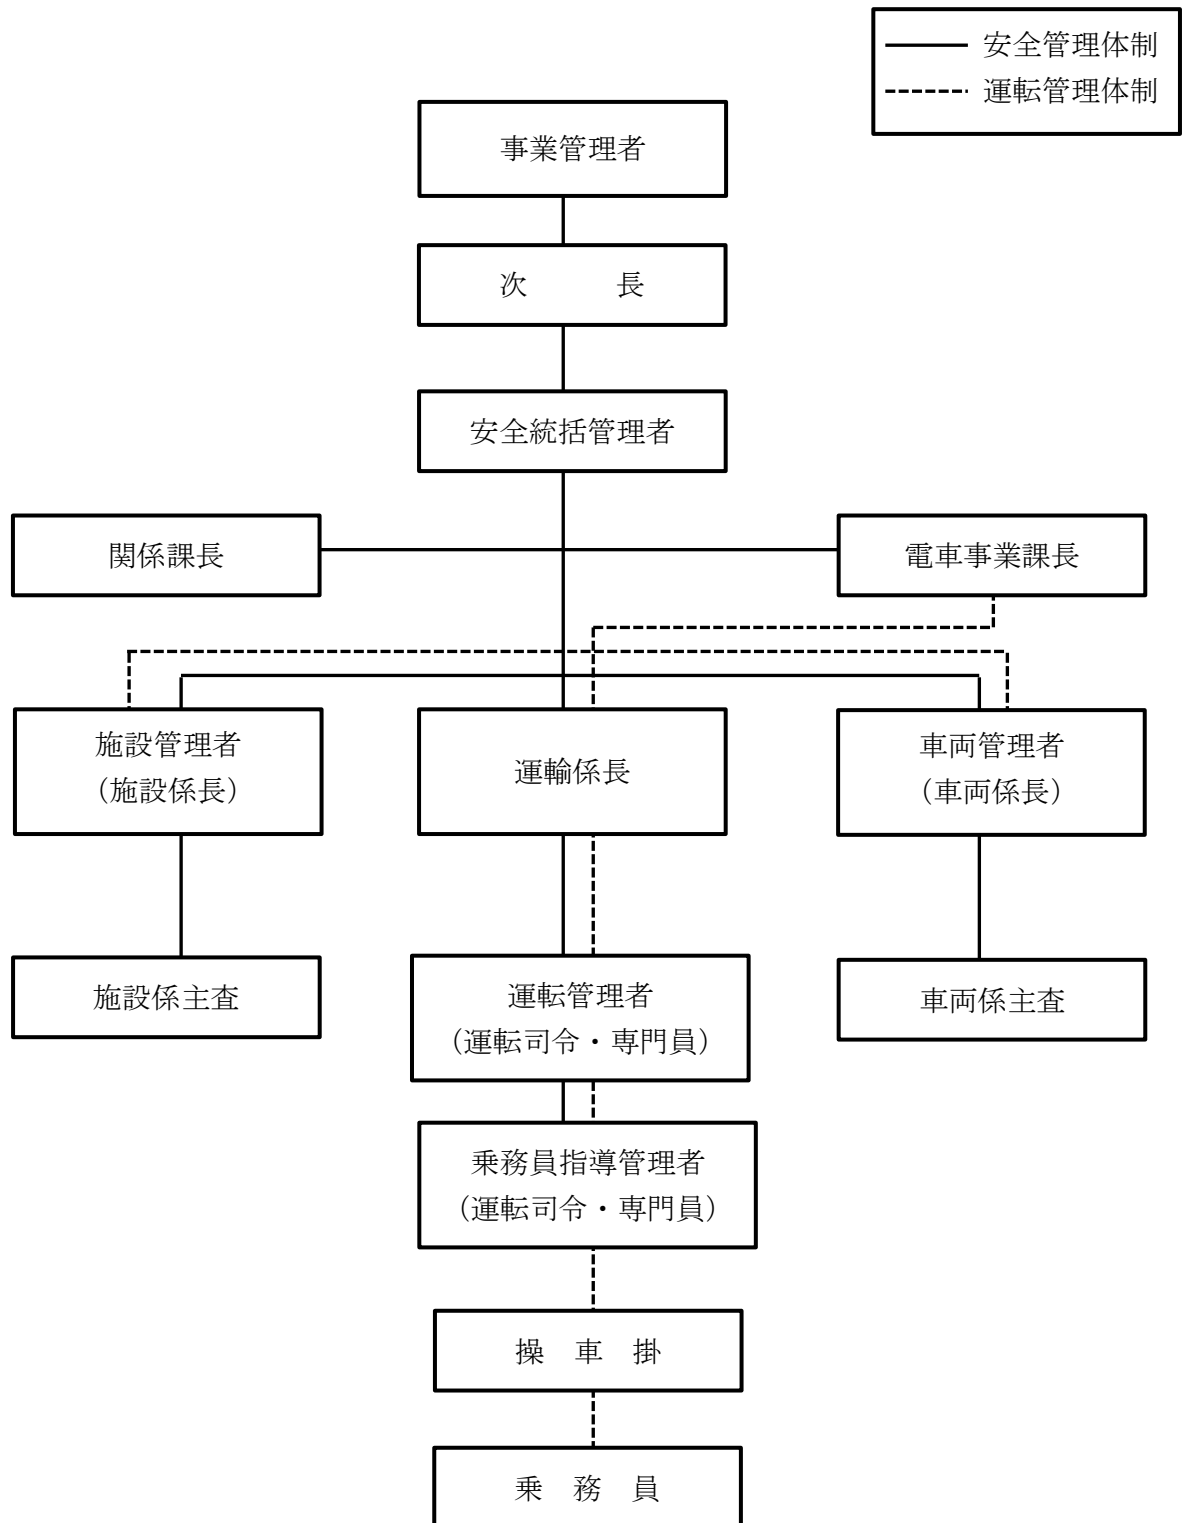 安全管理体制
運転管理体制
事業管理者
次　　　長
安全統括管理者
関係課長
電車事業課長
施設管理者
（施設係長）
運輸係長
車両管理者
（車両係長）
施設係主査
運転管理者
（運転司令・専門員）
車両係主査
乗務員指導管理者
（運転司令・専門員）
操　車　掛
乗　務　員